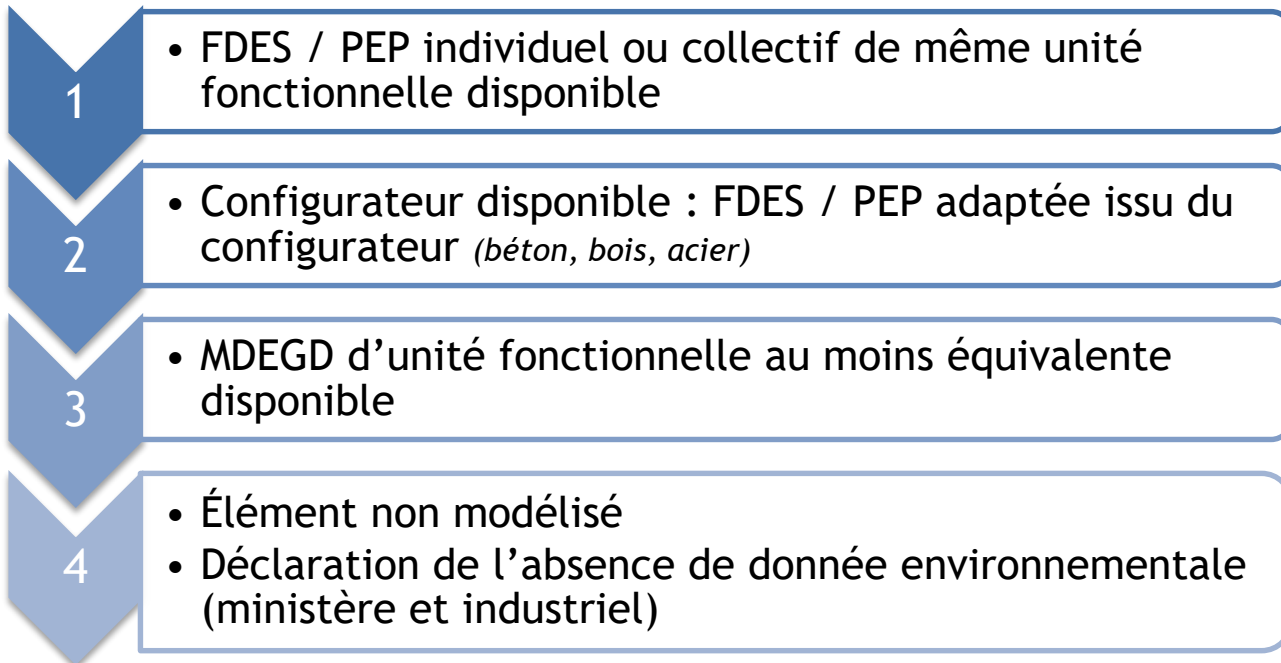 1
• FDES / PEP individuel ou collectif de même unité
fonctionnelle disponible
2
• Configurateur disponible : FDES / PEP adaptée issu du
configurateur (béton, bois, acier)
3
• MDEGD d’unité fonctionnelle au moins équivalente
disponible
4
• Élément non modélisé
• Déclaration de l’absence de donnée environnementale
(ministère et industriel)